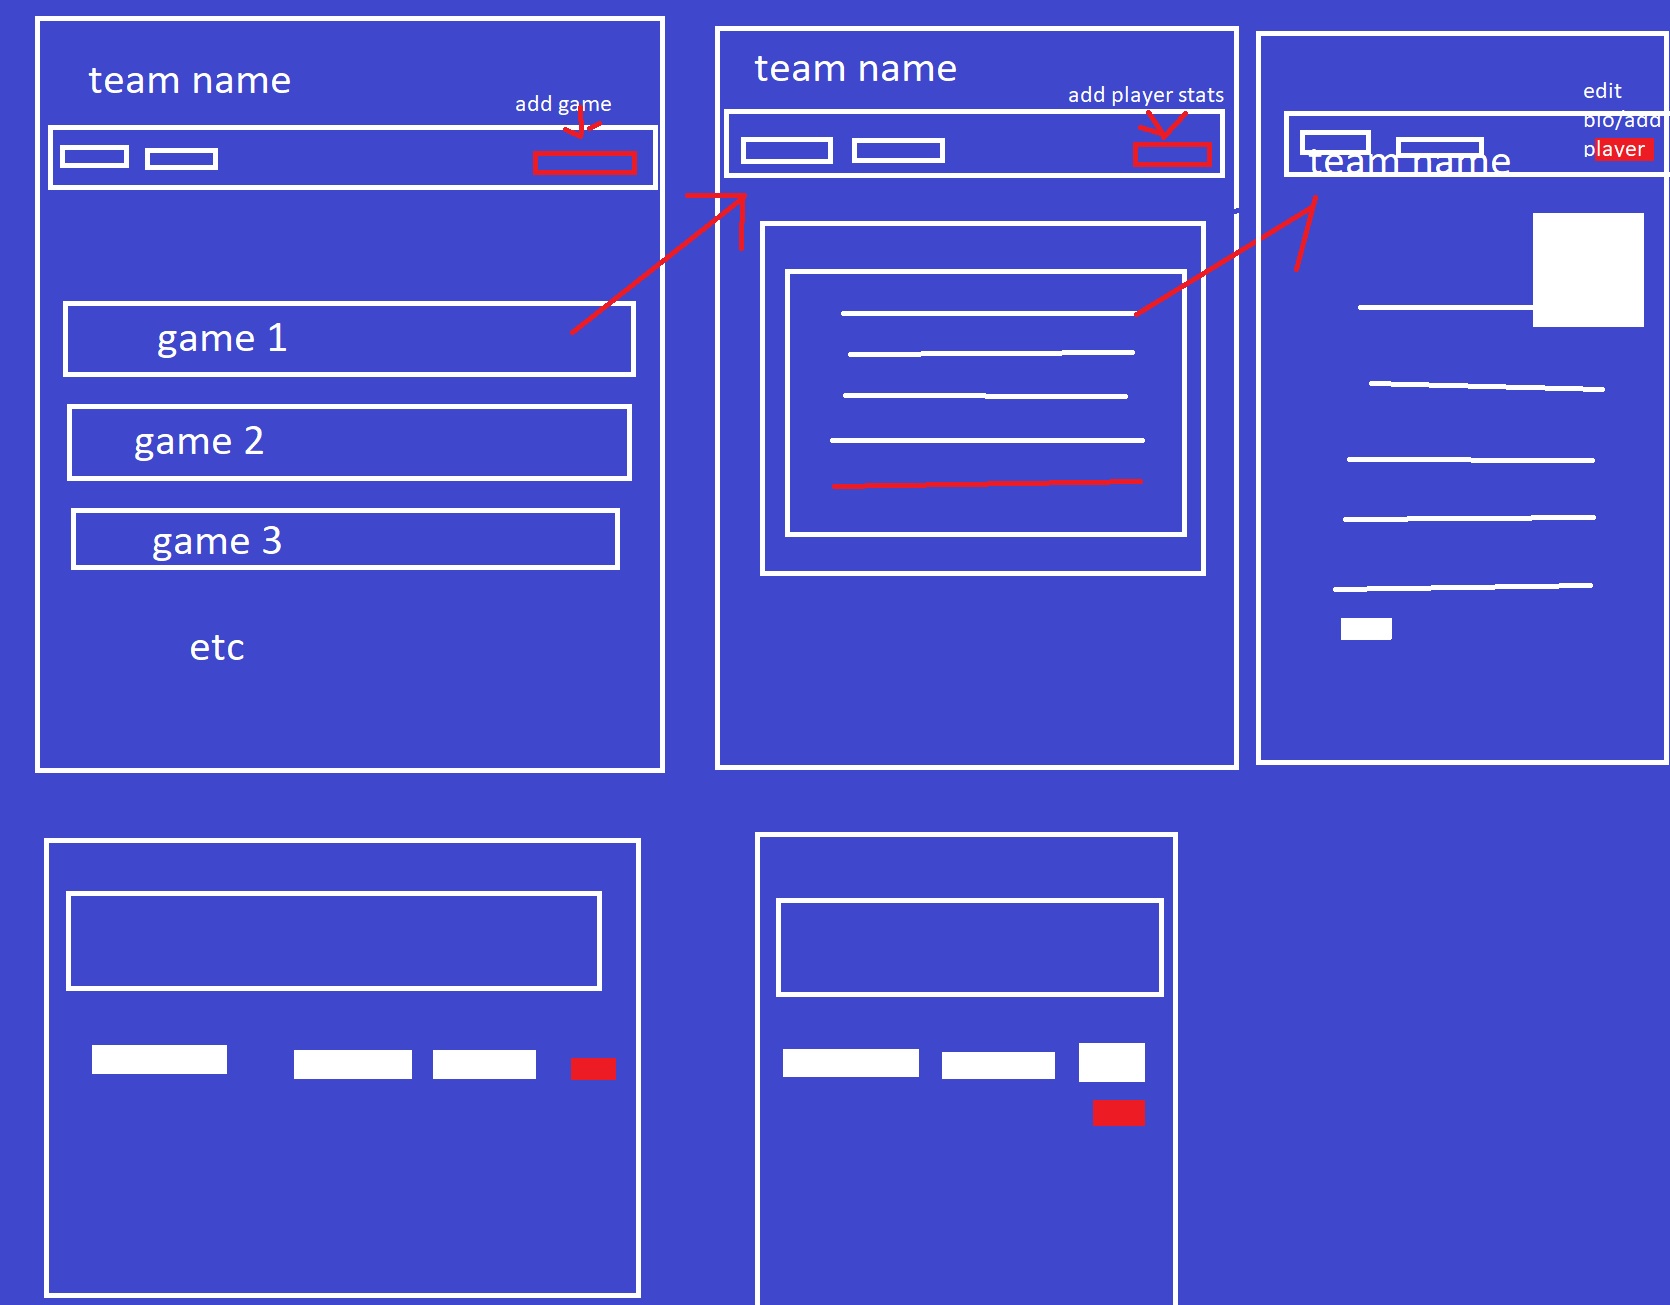 team name
add game
game 1
game 2
game 3
etc
team name
add player stats
edit
bio/add
player
team name